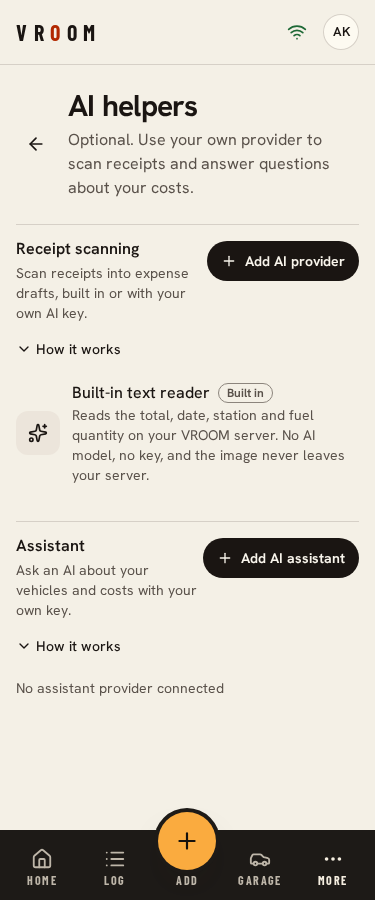 VROOM
AK
AI helpers
Optional. Use your own provider to
scan receipts and answer questions
about your costs.
Receipt scanning
Add AI provider
Scan receipts into expense
drafts, built in or with your
own AI key.
How it works
Built-in text reader Built in
Reads the total, date, station and fuel
quantity on your VROOM server. No AI
model, no key, and the image never leaves
your server.
Assistant
Add AI assistant
Ask an AI about your
vehicles and costs with your
own key.
How it works
No assistant provider connected
HOME
LOG
ADD
GARAGE
MORE